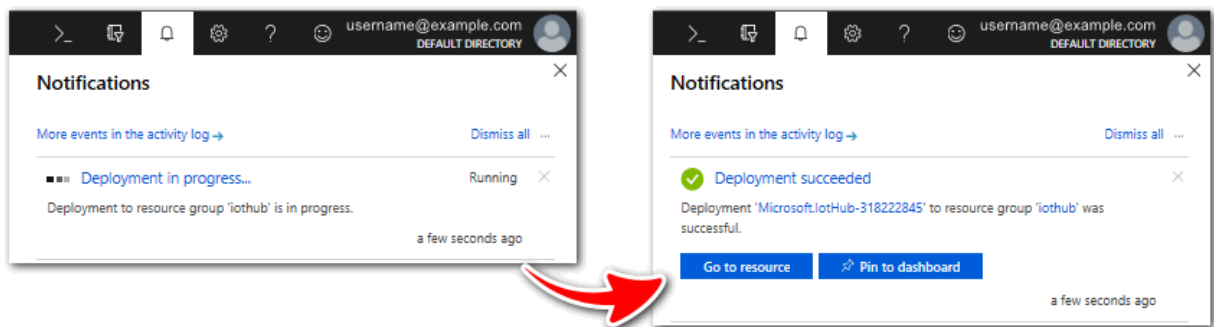 username@example.com
DEFAULT DIRECTORY
Notifications
More events in the activity log →
Dismiss all ...
Deployment in progress...
Running
Deployment to resource group 'iothub' is in progress.
a few seconds ago
username@example.com
DEFAULT DIRECTORY
Notifications
More events in the activity log →
Dismiss all ...
Deployment succeeded
Deployment 'Microsoft.IotHub-318222845' to resource group 'iothub' was
successful.
Go to resource
Pin to dashboard
a few seconds ago